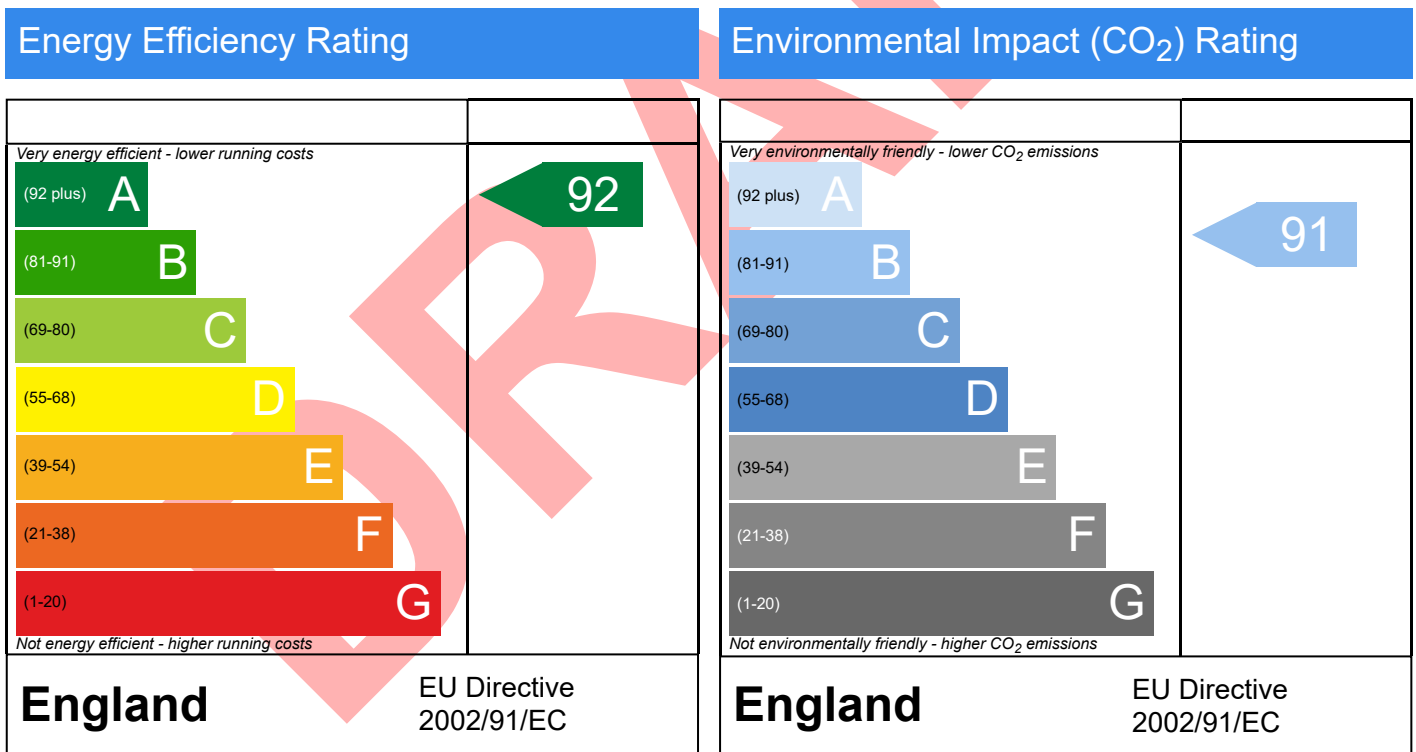 Energy Efficiency Rating
Very energy efficient - lower running costs
(92 plus) A
92
(81-91) B
(69-80) C
(55-68) D
(39-54) E
(21-38) F
(1-20) G
Not energy efficient - higher running costs
England
EU Directive
2002/91/EC
Environmental Impact (CO2) Rating
Very environmentally friendly - lower CO2 emissions
(92 plus) A
(81-91) B
91
(69-80) C
(55-68) D
(39-54) E
(21-38) F
(1-20) G
Not environmentally friendly - higher CO2 emissions
England
EU Directive
2002/91/EC
DRA